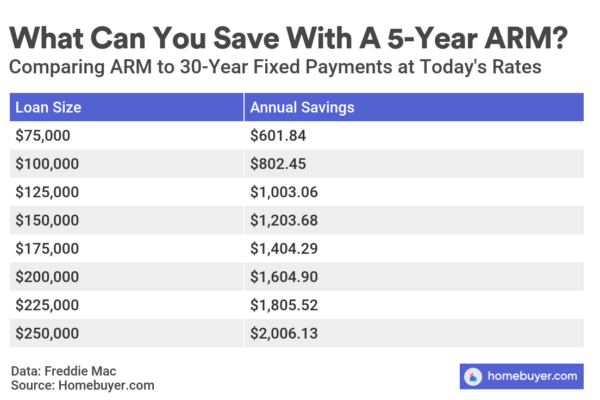 What Can You Save With A 5-Year ARM?
Comparing ARM to 30-Year Fixed Payments at Today's Rates
Loan Size Annual Savings
$75,000 $601.84
$100,000 $802.45
$125,000 $1,003.06
$150,000 $1,203.68
$175,000 $1,404.29
$200,000 $1,604.90
$225,000 $1,805.52
$250,000 $2,006.13
Data: Freddie Mac
Source: Homebuyer.com
homebuyer.com